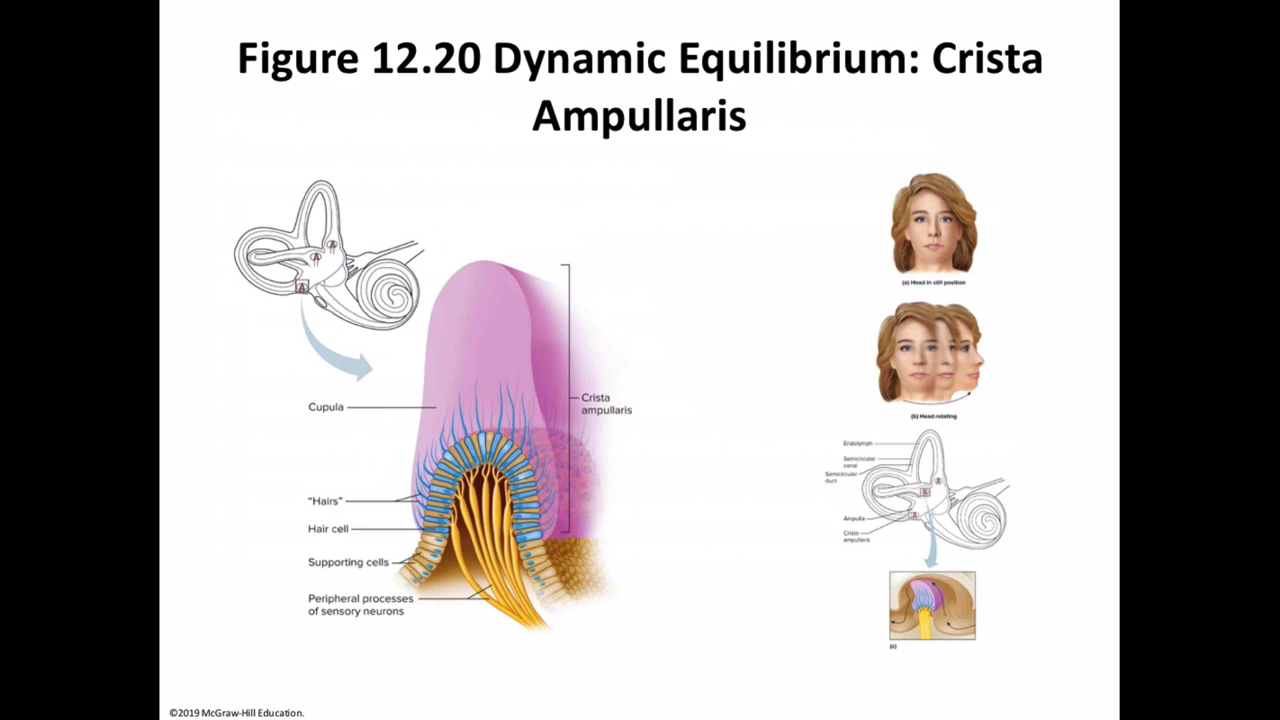 Figure 12.20 Dynamic Equilibrium: Crista
Ampullaris
Cupula
"Hairs"
Hair cell
Supporting cells
Peripheral processes
of sensory neurons
Crista
ampullaris
(a) Head in still position
(b) Head rotating
Endolymph
Semicircular
canal
Semicircular
duct
Ampulla
Crista
ampullaris
(c)
©2019 McGraw-Hill Education.